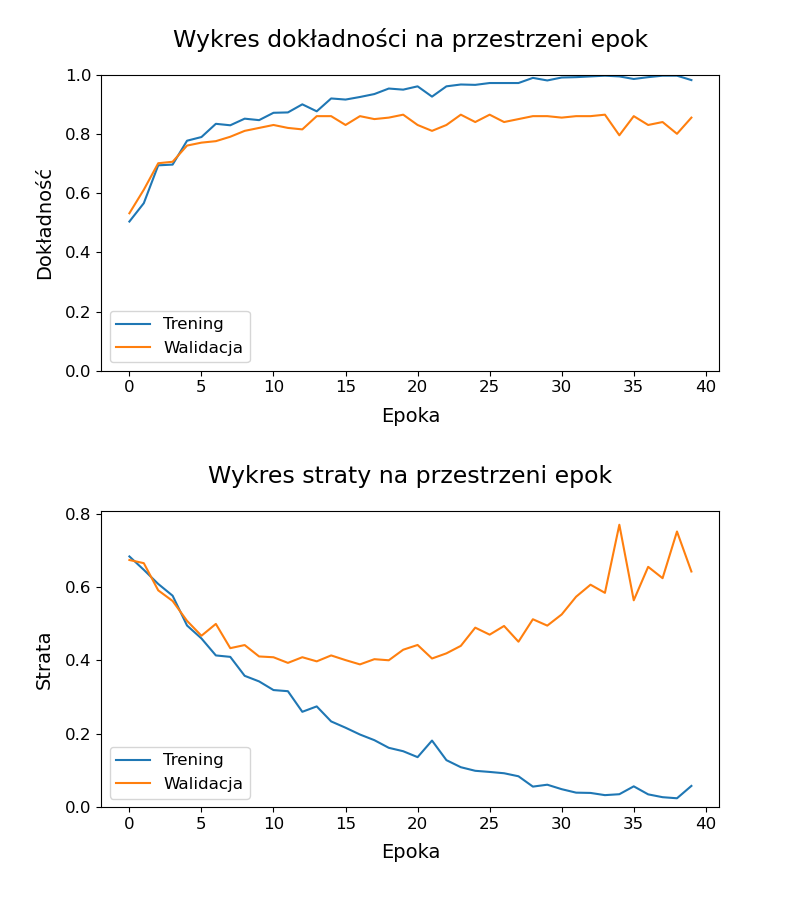 Wykres dokładności na przestrzeni epok
1.0
0.8
0.6
0.4
0.2
0.0
Dokładność
Trening
Walidacja
0 5 10 15 20 25 30 35 40
Epoka
Wykres straty na przestrzeni epok
0.8
0.6
0.4
0.2
0.0
Strata
Trening
Walidacja
0 5 10 15 20 25 30 35 40
Epoka